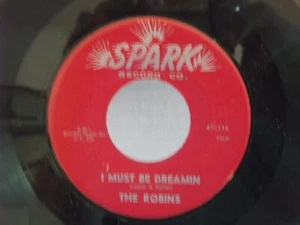 SPARK
RECORD CO.
I MUST BE DREAMIN
THE ROBINS